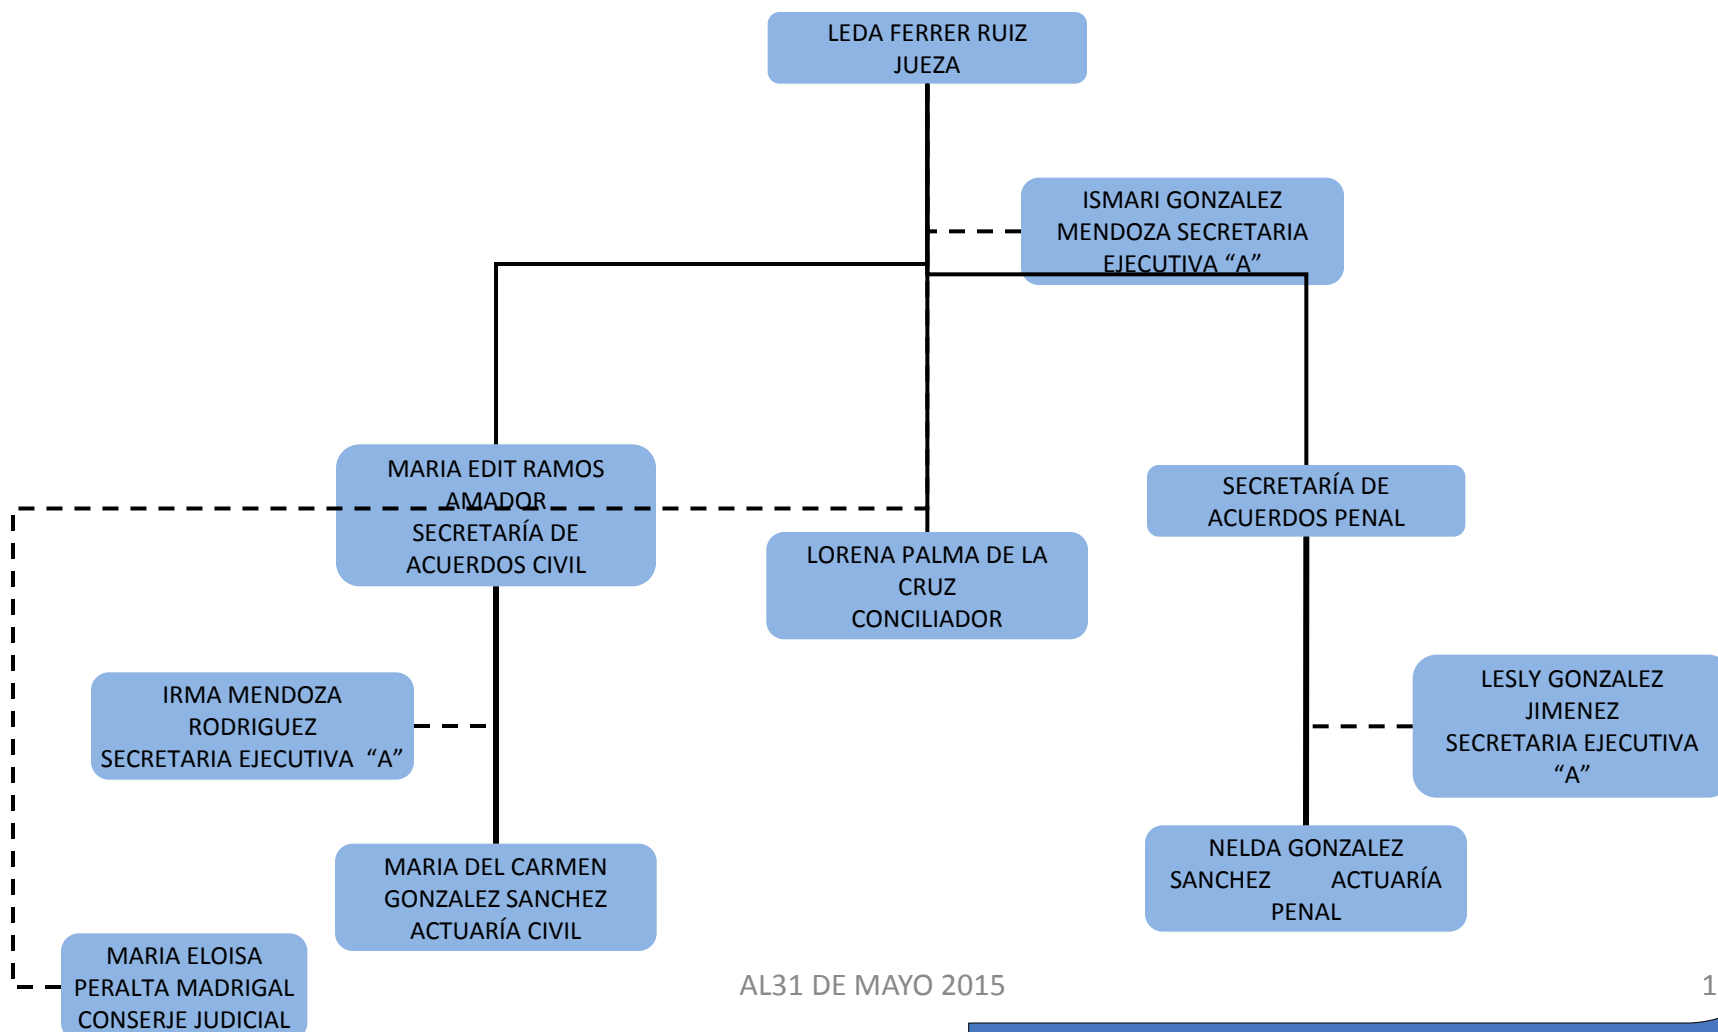 LEDA FERRER RUIZ
JUEZA
ISMARI GONZALEZ
MENDOZA SECRETARIA
EJECUTIVA “A”
MARIA EDIT RAMOS
AMADOR
SECRETARÍA DE
ACUERDOS CIVIL
LORENA PALMA DE LA
CRUZ
CONCILIADOR
SECRETARÍA DE
ACUERDOS PENAL
IRMA MENDOZA
RODRIGUEZ
SECRETARIA EJECUTIVA “A”
LESLY GONZALEZ
JIMENEZ
SECRETARIA EJECUTIVA
“A”
MARIA DEL CARMEN
GONZALEZ SANCHEZ
ACTUARÍA CIVIL
NELDA GONZALEZ
SANCHEZ ACTUARÍA
PENAL
MARIA ELOISA
PERALTA MADRIGAL
CONSERJE JUDICIAL
AL31 DE MAYO 2015
1